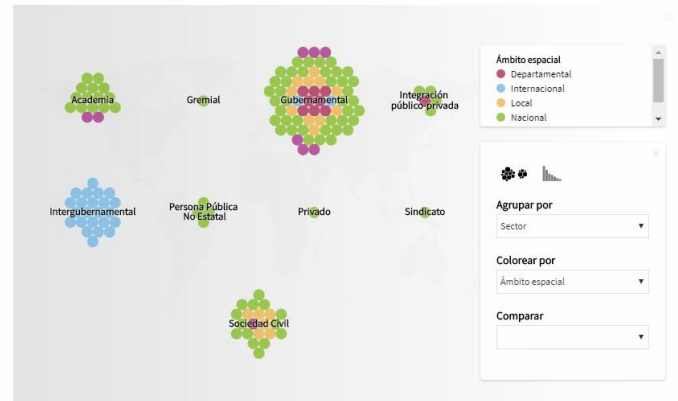 Academia
Gremial
Gubernamental
Integración
público-privada
Intergubernamental
Persona Pública
No Estatal
Privado
Sindicato
Sociedad Civil
Ámbito espacial
Departamental
Internacional
Local
Nacional
x
Agrupar por
Sector
Colorear por
Ámbito espacial
Comparar